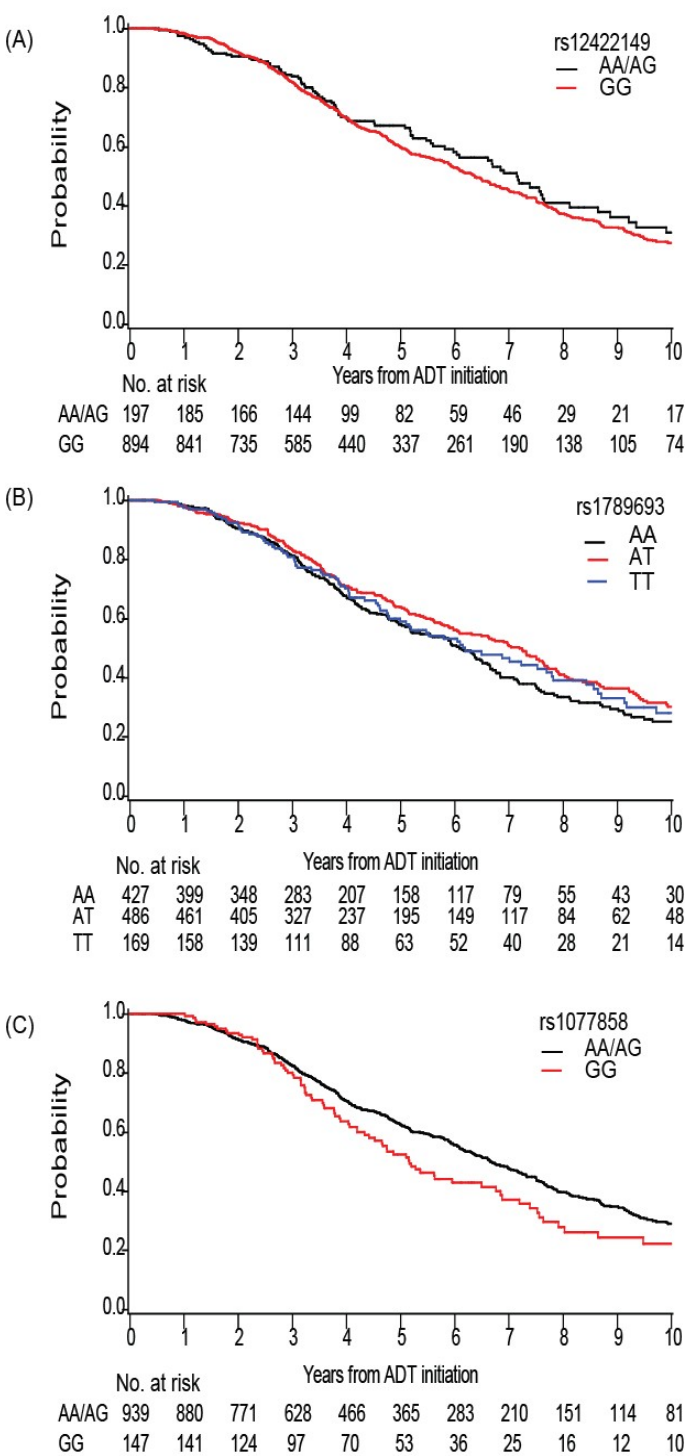 (A)
rs12422149
AA/AG
GG
Probability
1.0
0.8
0.6
0.4
0.2
0.0
0 1 2 3 4 5 6 7 8 9 10
Years from ADT initiation
No. at risk
AA/AG 197 185 166 144 99 82 59 46 29 21 17
GG 894 841 735 585 440 337 261 190 138 105 74
(B)
rs1789693
AA
AT
TT
Probability
1.0
0.8
0.6
0.4
0.2
0.0
0 1 2 3 4 5 6 7 8 9 10
No. at risk Years from ADT initiation
AA 427 399 348 283 207 158 117 79 55 43 30
AT 486 461 405 327 237 195 149 117 84 62 48
TT 169 158 139 111 88 63 52 40 28 21 14
(C)
rs1077858
AA/AG
GG
Probability
1.0
0.8
0.6
0.4
0.2
0.0
0 1 2 3 4 5 6 7 8 9 10
No. at risk Years from ADT initiation
AA/AG 939 880 771 628 466 365 283 210 151 114 81
GG 147 141 124 97 70 53 36 25 16 12 10